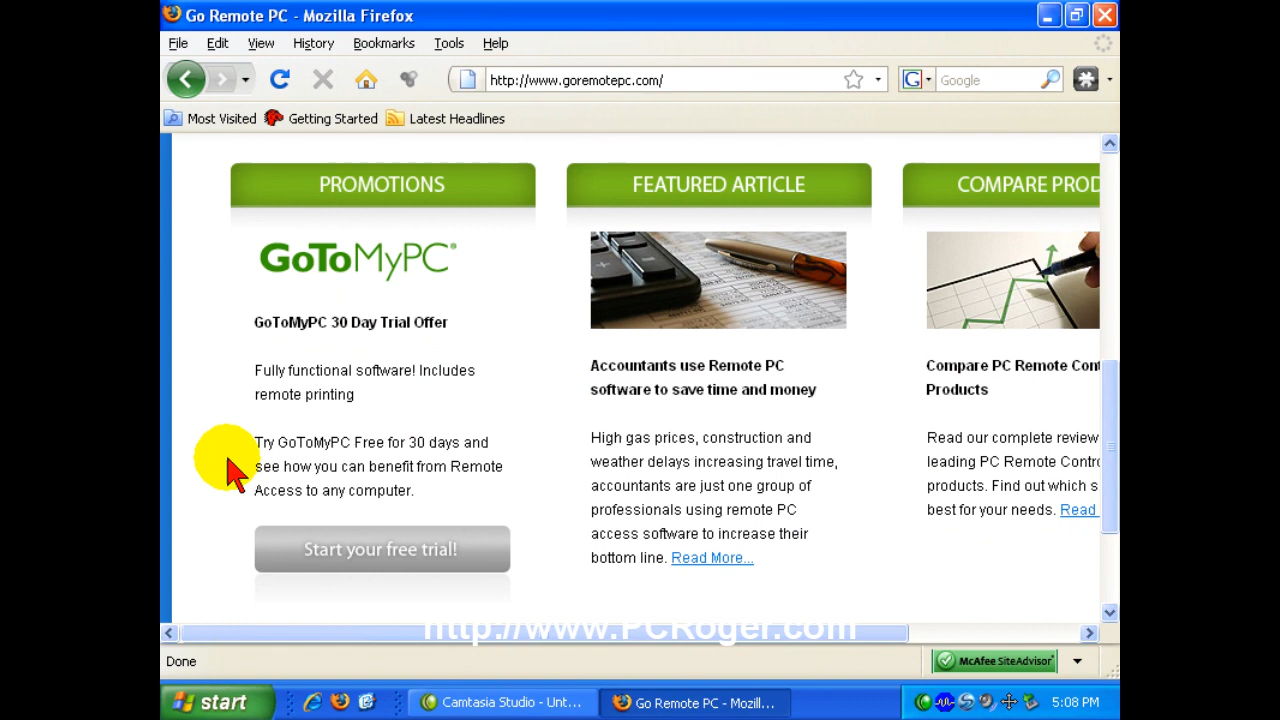 Go Remote PC - Mozilla Firefox
File Edit View History Bookmarks Tools Help
http://www.goremotepc.com/
G Google
Most Visited Getting Started Latest Headlines
PROMOTIONS
GoToMyPC®
GoToMyPC 30 Day Trial Offer
Fully functional software! Includes
remote printing
Try GoToMyPC Free for 30 days and
see how you can benefit from Remote
Access to any computer.
Start your free trial!
FEATURED ARTICLE
Accountants use Remote PC
software to save time and money
High gas prices, construction and
weather delays increasing travel time,
accountants are just one group of
professionals using remote PC
access software to increase their
bottom line. Read More...
COMPARE PROD
Compare PC Remote Cont
Products
Read our complete review
leading PC Remote Contro
products. Find out which s
best for your needs. Read
http://www.PCRoger.com
Done
McAfee SiteAdvisor
start
Camtasia Studio - Unt...
Go Remote PC - Mozill...
5:08 PM